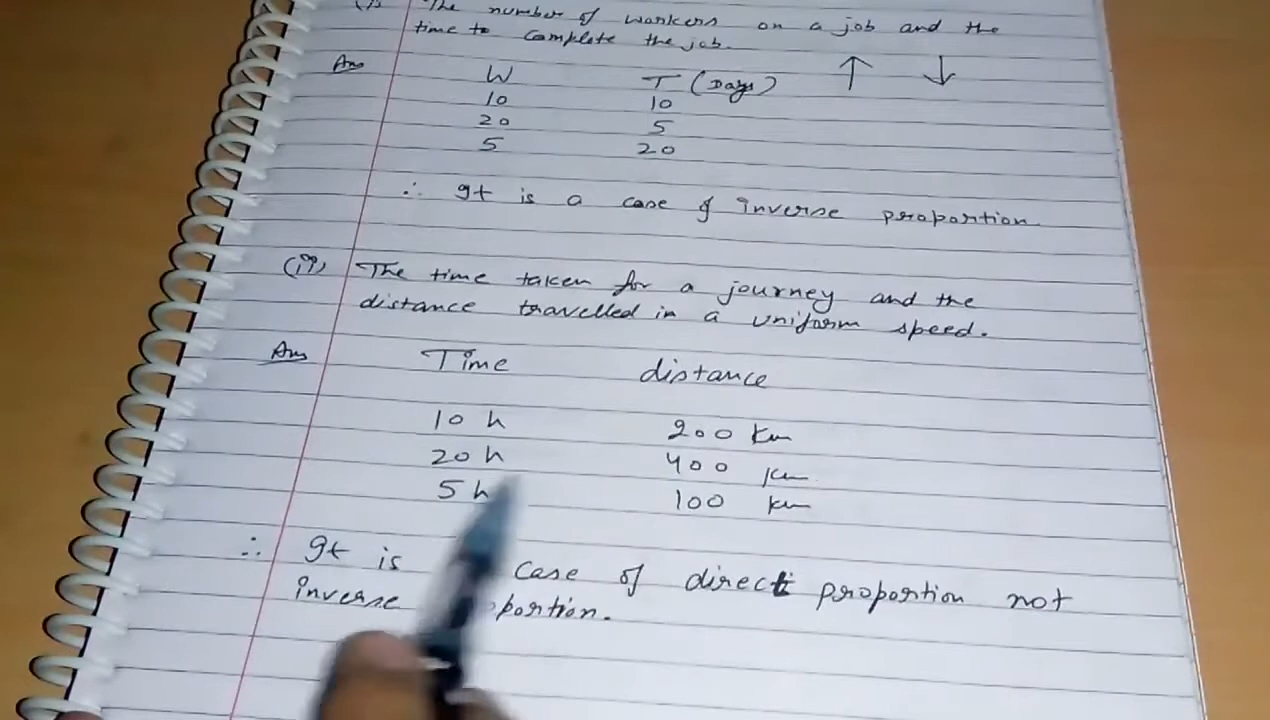 (i) The number of workers on a job and the
time to complete the job.
Ans W T (Days) ↑ ↓
10 10
20 5
5 20
∴ It is a case of inverse proportion
(ii) The time taken for a journey and the
distance travelled in a uniform speed.
Ans Time distance
10 h 200 km
20 h 400 km
5 h 100 km
∴ It is case of direct proportion not
inverse portion.